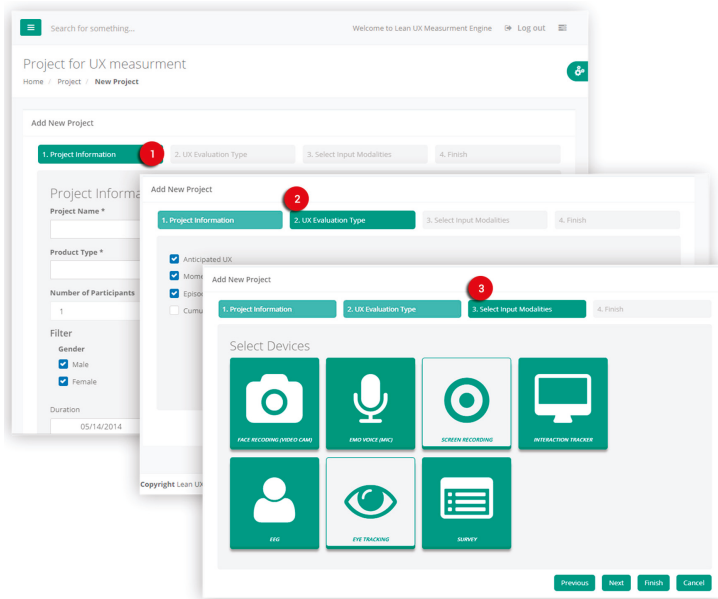 Search for something...
Welcome to Lean UX Measurment Engine
Log out
Project for UX measurment
Home / Project / New Project
Add New Project
1. Project Information
1
2. UX Evaluation Type
3. Select Input Modalities
4. Finish
Project Informa
Project Name *
Product Type *
Number of Participants
1
Filter
Gender
Male
Female
Duration
05/14/2014
Add New Project
2
1. Project Information
2. UX Evaluation Type
3. Select Input Modalities
4. Finish
Anticipated UX
Mome
Episo
Cumu
Copyright Lean UX
Add New Project
3
1. Project Information
2. UX Evaluation Type
3. Select Input Modalities
4. Finish
Select Devices
FACE RECODING (VIDEO CAM)
EMO VOICE (MIC)
SCREEN RECORDING
INTERACTION TRACKER
EEG
EYE TRACKING
SURVEY
Previous
Next
Finish
Cancel